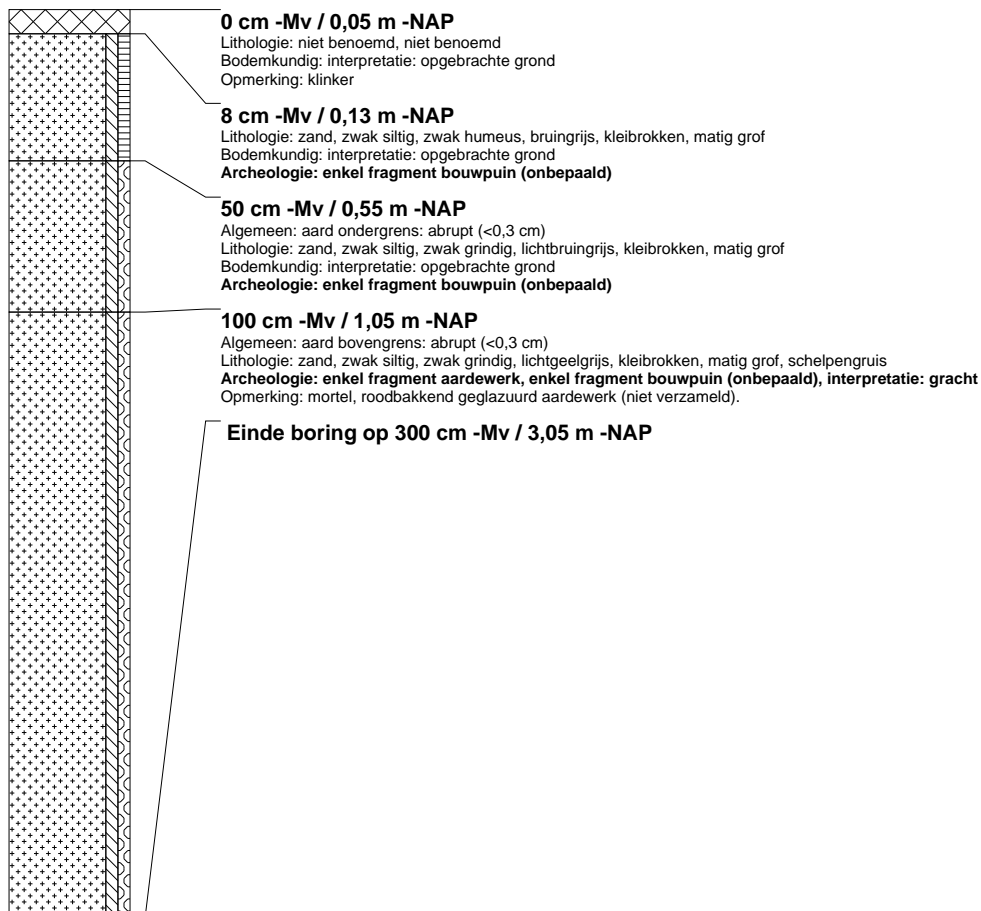 0 cm -Mv / 0,05 m -NAP
Lithologie: niet benoemd, niet benoemd
Bodemkundig: interpretatie: opgebrachte grond
Opmerking: klinker
8 cm -Mv / 0,13 m -NAP
Lithologie: zand, zwak siltig, zwak humeus, bruingrijs, kleibrokken, matig grof
Bodemkundig: interpretatie: opgebrachte grond
Archeologie: enkel fragment bouwpuin (onbepaald)
50 cm -Mv / 0,55 m -NAP
Algemeen: aard ondergrens: abrupt (<0,3 cm)
Lithologie: zand, zwak siltig, zwak grindig, lichtbruingrijs, kleibrokken, matig grof
Bodemkundig: interpretatie: opgebrachte grond
Archeologie: enkel fragment bouwpuin (onbepaald)
100 cm -Mv / 1,05 m -NAP
Algemeen: aard bovengrens: abrupt (<0,3 cm)
Lithologie: zand, zwak siltig, zwak grindig, lichtgeelgrijs, kleibrokken, matig grof, schelpengruis
Archeologie: enkel fragment aardewerk, enkel fragment bouwpuin (onbepaald), interpretatie: gracht
Opmerking: mortel, roodbakkend geglazuurd aardewerk (niet verzameld).
Einde boring op 300 cm -Mv / 3,05 m -NAP